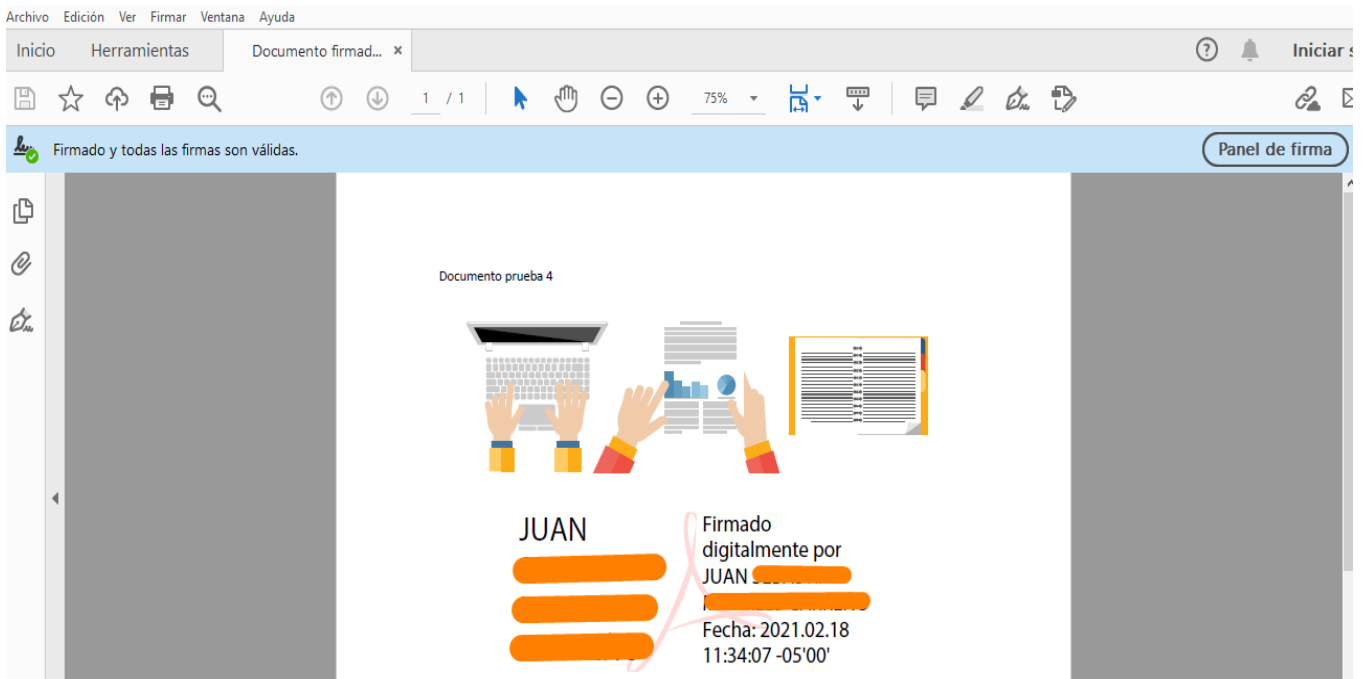 Archivo Edición Ver Firmar Ventana Ayuda
Inicio Herramientas Documento firmad... ×
Iniciar s
1 / 1 75%
Firmado y todas las firmas son válidas.
Panel de firma
Documento prueba 4
JUAN
Firmado
digitalmente por
JUAN
Fecha: 2021.02.18
11:34:07 -05'00'